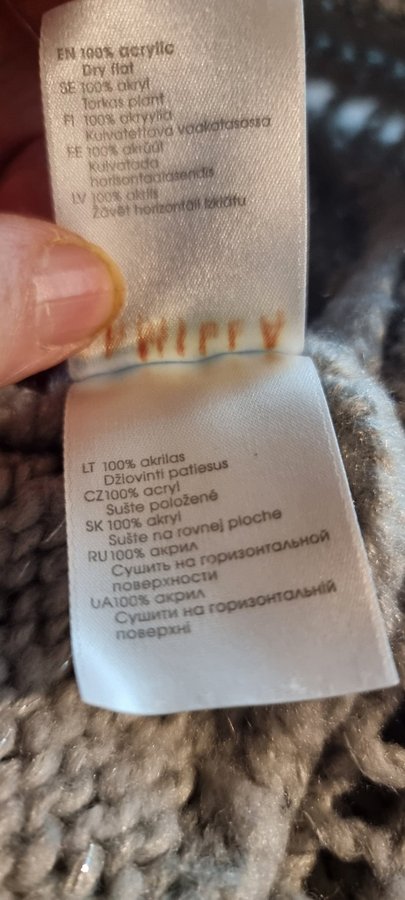 EN 100% acrylic
Dry flat
SE 100% akryl
Torkas plant
FI 100% akryylia
Kuivatettava vaakatasossa
EE 100% akrüül
Kuivatada
horisontaalasendis
LV 100% akrils
Žāvēt horizontāli izklātu
LT 100% akrilas
Džiovinti patiesus
CZ100% acryl
Sušte položené
SK 100% akryl
Sušte na rovnej ploche
RU100% акрил
Сушить на горизонтальной
поверхности
UA100% акрил
Сушити на горизонтальній
поверхні